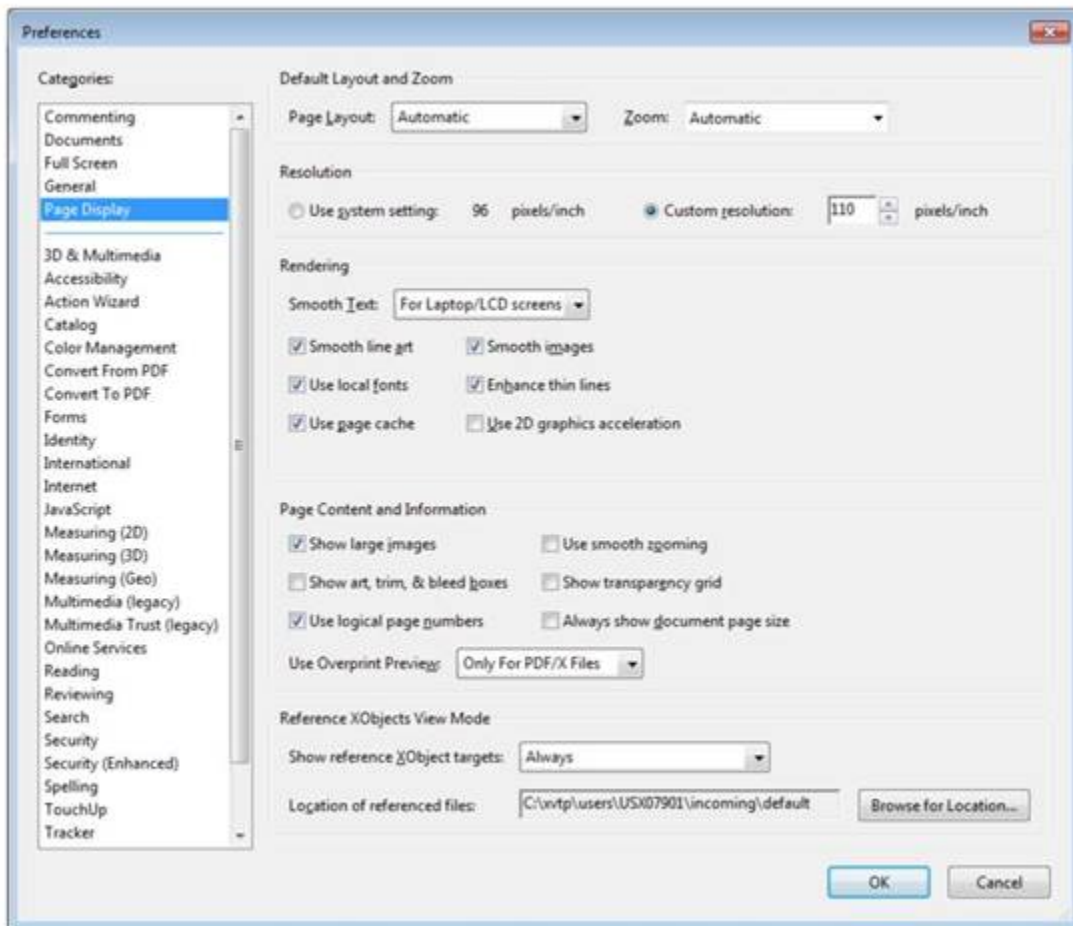 Preferences
Categories:
Commenting
Documents
Full Screen
General
Page Display
3D & Multimedia
Accessibility
Action Wizard
Catalog
Color Management
Convert From PDF
Convert To PDF
Forms
Identity
International
Internet
JavaScript
Measuring (2D)
Measuring (3D)
Measuring (Geo)
Multimedia (legacy)
Multimedia Trust (legacy)
Online Services
Reading
Reviewing
Search
Security
Security (Enhanced)
Spelling
TouchUp
Tracker
Default Layout and Zoom
Page Layout: Automatic Zoom: Automatic
Resolution
Use system setting: 96 pixels/inch Custom resolution: 110 pixels/inch
Rendering
Smooth Text: For Laptop/LCD screens
Smooth line art Smooth images
Use local fonts Enhance thin lines
Use page cache Use 2D graphics acceleration
Page Content and Information
Show large images Use smooth zooming
Show art, trim, & bleed boxes Show transparency grid
Use logical page numbers Always show document page size
Use Overprint Preview: Only For PDF/X Files
Reference XObjects View Mode
Show reference XObject targets: Always
Location of referenced files: C:\xvtp\users\USX07901\incoming\default Browse for Location...
OK Cancel